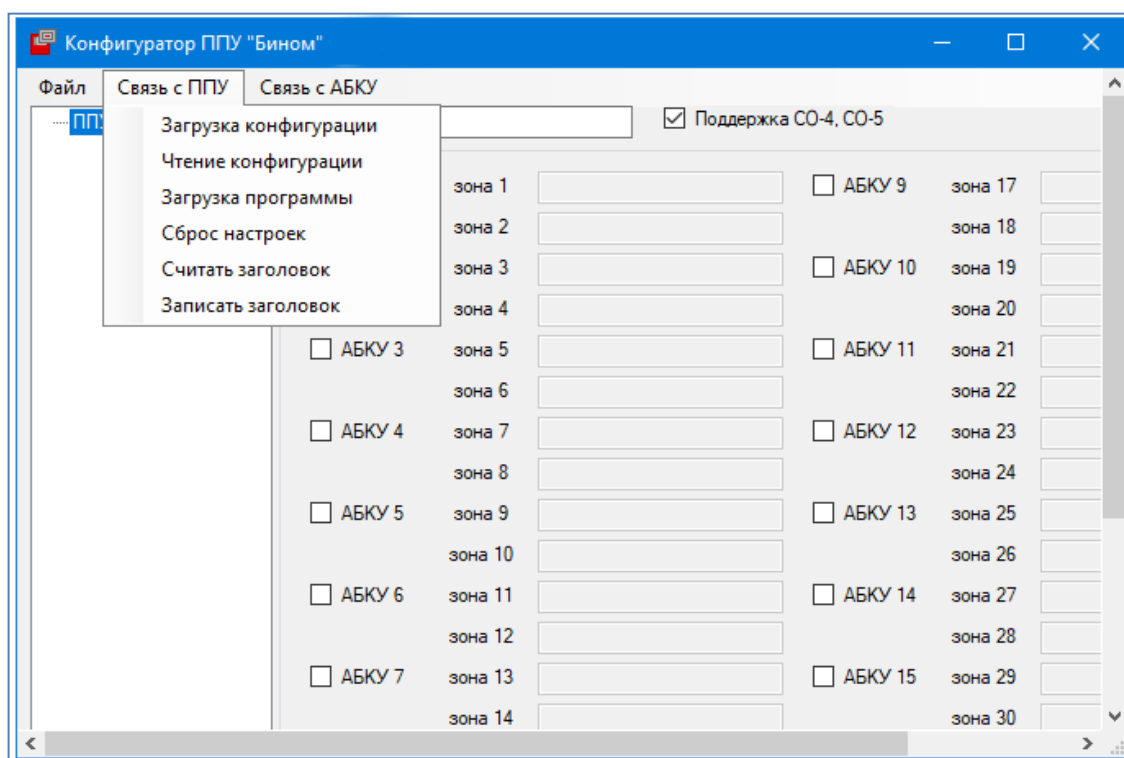 Конфигуратор ППУ "Бином"
Файл Связь с ППУ Связь с АБКУ
Загрузка конфигурации
Чтение конфигурации
Загрузка программы
Сброс настроек
Считать заголовок
Записать заголовок
ППУ
Поддержка СО-4, СО-5
зона 1 АБКУ 9 зона 17
зона 2 зона 18
зона 3 АБКУ 10 зона 19
зона 4 зона 20
АБКУ 3 зона 5 АБКУ 11 зона 21
зона 6 зона 22
АБКУ 4 зона 7 АБКУ 12 зона 23
зона 8 зона 24
АБКУ 5 зона 9 АБКУ 13 зона 25
зона 10 зона 26
АБКУ 6 зона 11 АБКУ 14 зона 27
зона 12 зона 28
АБКУ 7 зона 13 АБКУ 15 зона 29
зона 14 зона 30